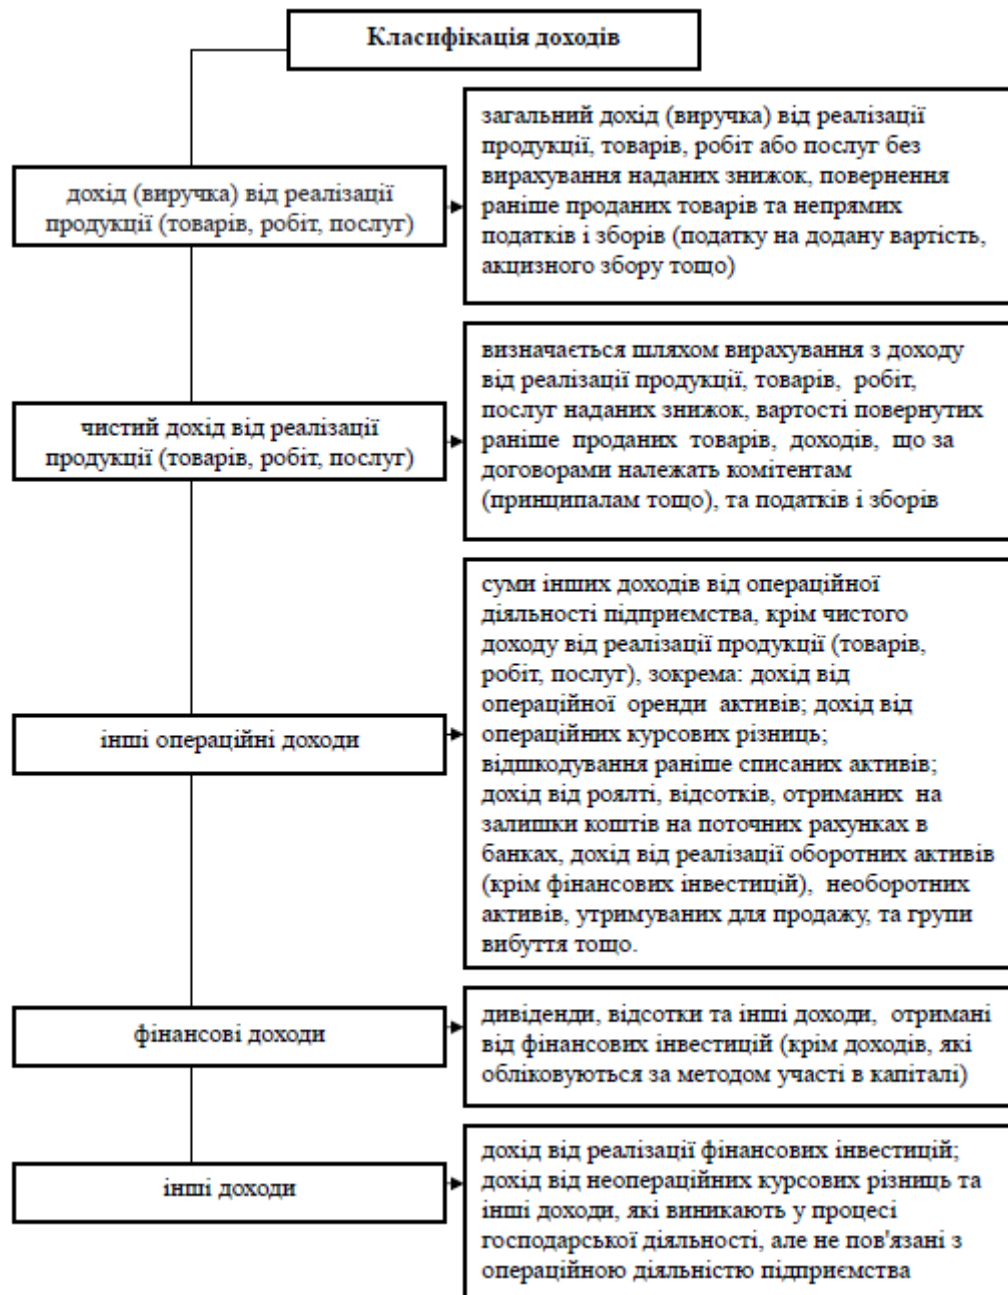 Класифікація доходів
дохід (виручка) від реалізації
продукції (товарів, робіт, послуг)
загальний дохід (виручка) від реалізації
продукції, товарів, робіт або послуг без
вирахування наданих знижок, повернення
раніше проданих товарів та непрямих
податків і зборів (податку на додану вартість,
акцизного збору тощо)
чистий дохід від реалізації
продукції (товарів, робіт, послуг)
визначається шляхом вирахування з доходу
від реалізації продукції, товарів, робіт,
послуг наданих знижок, вартості повернутих
раніше проданих товарів, доходів, що за
договорами належать комітентам
(принципалам тощо), та податків і зборів
інші операційні доходи
суми інших доходів від операційної
діяльності підприємства, крім чистого
доходу від реалізації продукції (товарів,
робіт, послуг), зокрема: дохід від
операційної оренди активів; дохід від
операційних курсових різниць;
відшкодування раніше списаних активів;
дохід від роялті, відсотків, отриманих на
залишки коштів на поточних рахунках в
банках, дохід від реалізації оборотних активів
(крім фінансових інвестицій), необоротних
активів, утримуваних для продажу, та групи
вибуття тощо.
фінансові доходи
дивіденди, відсотки та інші доходи, отримані
від фінансових інвестицій (крім доходів, які
обліковуються за методом участі в капіталі)
інші доходи
дохід від реалізації фінансових інвестицій;
дохід від неопераційних курсових різниць та
інші доходи, які виникають у процесі
господарської діяльності, але не пов'язані з
операційною діяльністю підприємства